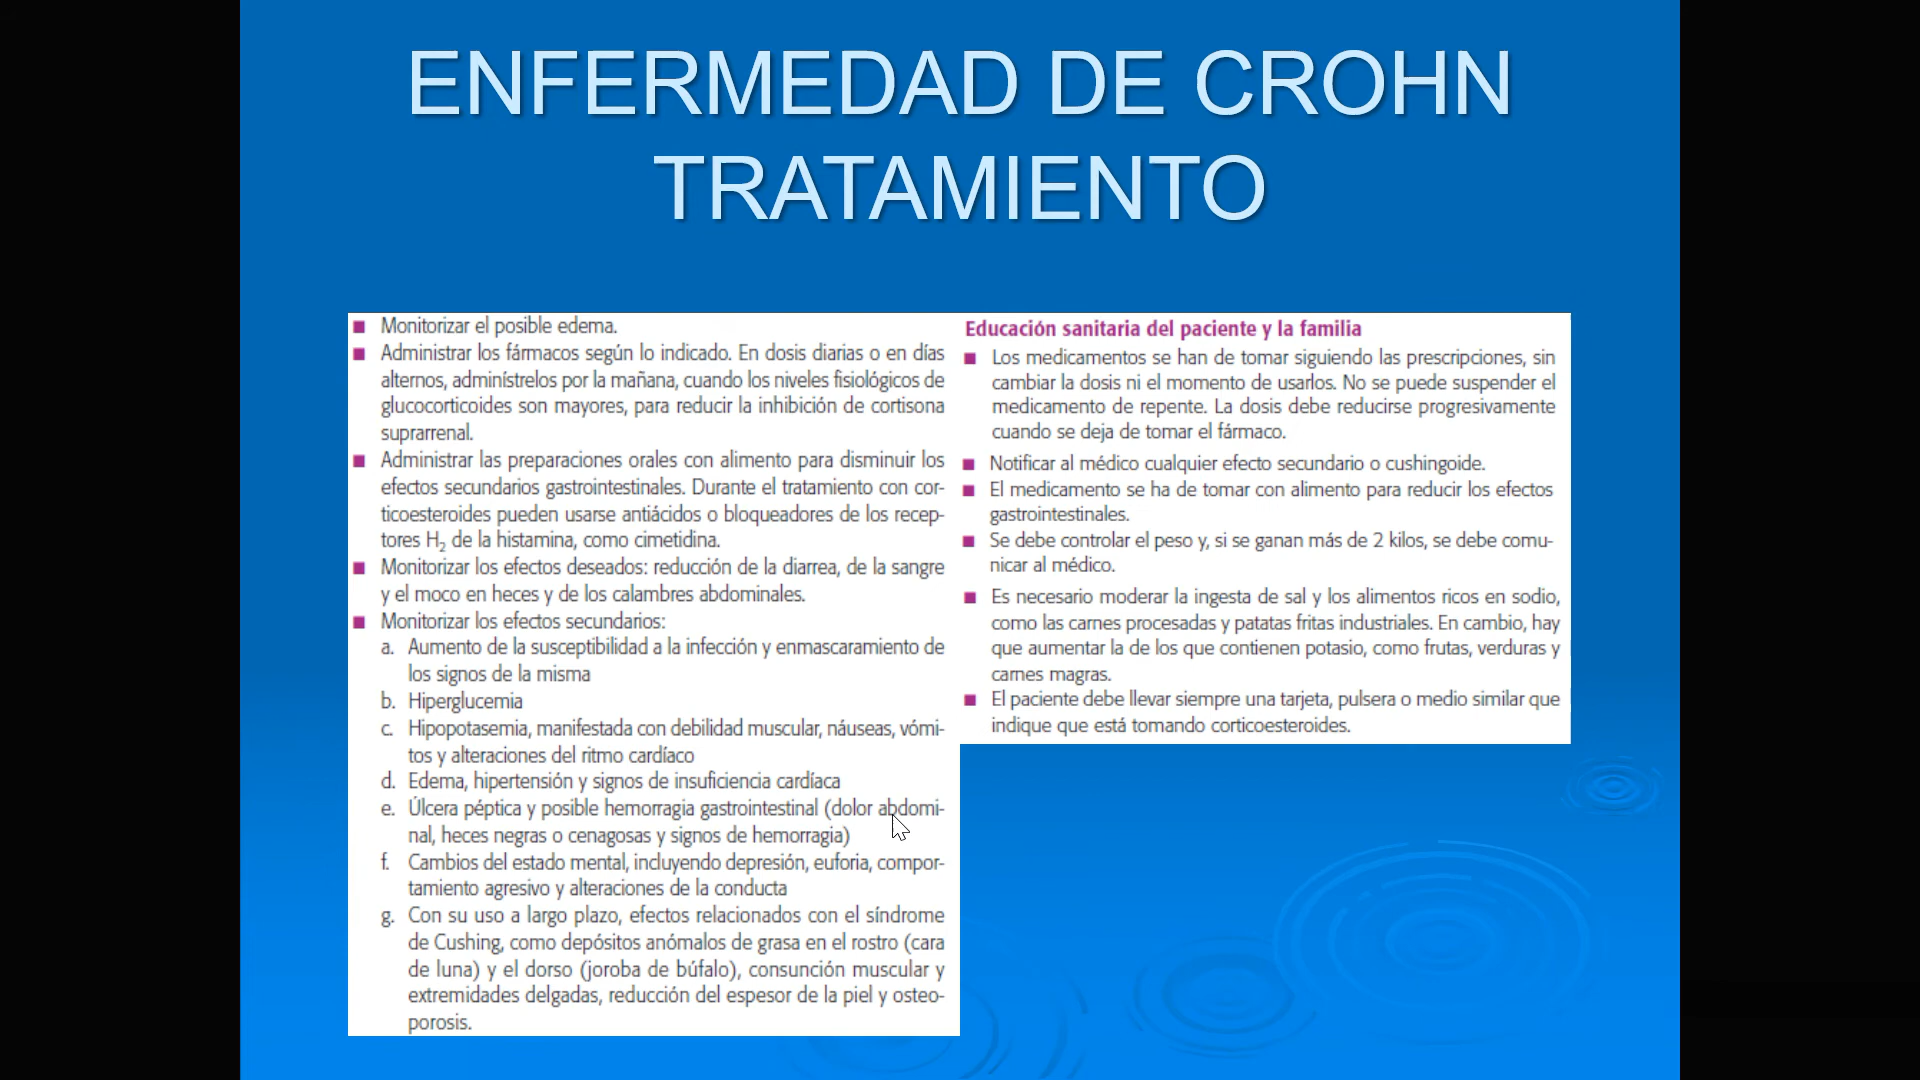 ENFERMEDAD DE CROHN
TRATAMIENTO
■ Monitorizar el posible edema.
■ Administrar los fármacos según lo indicado. En dosis diarias o en días
alternos, adminístrelos por la mañana, cuando los niveles fisiológicos de
glucocorticoides son mayores, para reducir la inhibición de cortisona
suprarrenal.
■ Administrar las preparaciones orales con alimento para disminuir los
efectos secundarios gastrointestinales. Durante el tratamiento con cor-
ticoesteroides pueden usarse antiácidos o bloqueadores de los recep-
tores H₂ de la histamina, como cimetidina.
■ Monitorizar los efectos deseados: reducción de la diarrea, de la sangre
y el moco en heces y de los calambres abdominales.
■ Monitorizar los efectos secundarios:
a. Aumento de la susceptibilidad a la infección y enmascaramiento de
los signos de la misma
b. Hiperglucemia
c. Hipopotasemia, manifestada con debilidad muscular, náuseas, vómi-
tos y alteraciones del ritmo cardíaco
d. Edema, hipertensión y signos de insuficiencia cardíaca
e. Úlcera péptica y posible hemorragia gastrointestinal (dolor abdomi-
nal, heces negras o cenagosas y signos de hemorragia)
f. Cambios del estado mental, incluyendo depresión, euforia, compor-
tamiento agresivo y alteraciones de la conducta
g. Con su uso a largo plazo, efectos relacionados con el síndrome
de Cushing, como depósitos anómalos de grasa en el rostro (cara
de luna) y el dorso (joroba de búfalo), consunción muscular y
extremidades delgadas, reducción del espesor de la piel y osteo-
porosis.
Educación sanitaria del paciente y la familia
■ Los medicamentos se han de tomar siguiendo las prescripciones, sin
cambiar la dosis ni el momento de usarlos. No se puede suspender el
medicamento de repente. La dosis debe reducirse progresivamente
cuando se deja de tomar el fármaco.
■ Notificar al médico cualquier efecto secundario o cushingoide.
■ El medicamento se ha de tomar con alimento para reducir los efectos
gastrointestinales.
■ Se debe controlar el peso y, si se ganan más de 2 kilos, se debe comu-
nicar al médico.
■ Es necesario moderar la ingesta de sal y los alimentos ricos en sodio,
como las carnes procesadas y patatas fritas industriales. En cambio, hay
que aumentar la de los que contienen potasio, como frutas, verduras y
carnes magras.
■ El paciente debe llevar siempre una tarjeta, pulsera o medio similar que
indique que está tomando corticoesteroides.